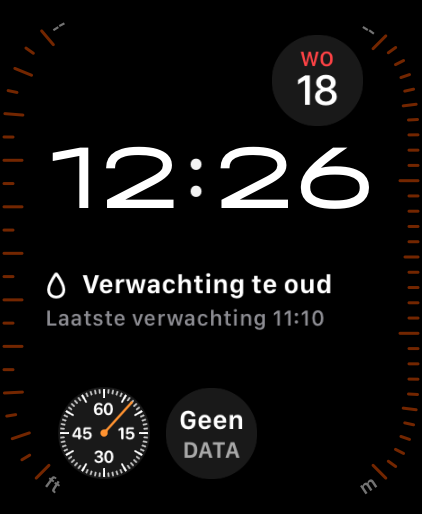 --
--
WO
18
12:26
Verwachting te oud
Laatste verwachting 11:10
60
45 15
30
Geen
DATA
ft
m